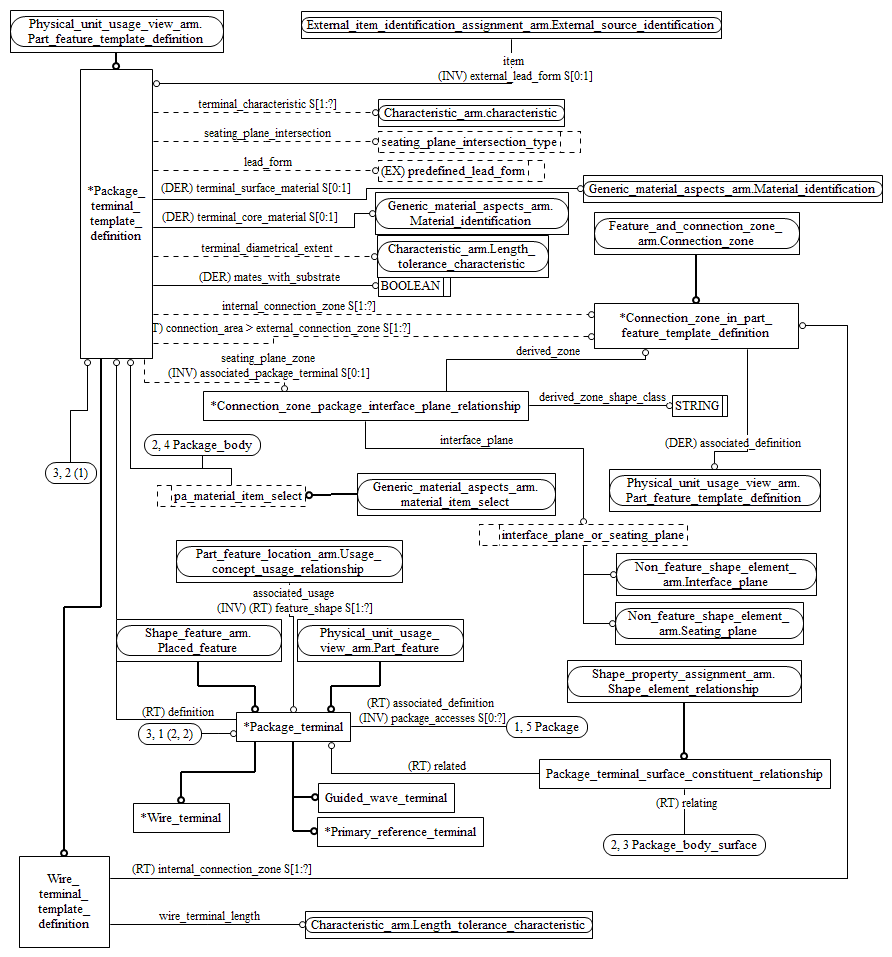 Physical_unit_usage_view_arm.
Part_feature_template_definition
External_item_identification_assignment_arm.External_source_identification
item
(INV) external_lead_form S[0:1]
*Package_
terminal_
template_
definition
terminal_characteristic S[1:?]
Characteristic_arm.characteristic
seating_plane_intersection
seating_plane_intersection_type
lead_form
(EX) predefined_lead_form
(DER) terminal_surface_material S[0:1]
Generic_material_aspects_arm.Material_identification
(DER) terminal_core_material S[0:1]
Generic_material_aspects_arm.
Material_identification
Feature_and_connection_zone_
arm.Connection_zone
terminal_diametrical_extent
Characteristic_arm.Length_
tolerance_characteristic
(DER) mates_with_substrate
BOOLEAN
internal_connection_zone S[1:?]
T) connection_area > external_connection_zone S[1:?]
*Connection_zone_in_part_
feature_template_definition
seating_plane_zone
(INV) associated_package_terminal S[0:1]
derived_zone
*Connection_zone_package_interface_plane_relationship
derived_zone_shape_class
STRING
interface_plane
(DER) associated_definition
3, 2 (1)
2, 4 Package_body
pa_material_item_select
Generic_material_aspects_arm.
material_item_select
Physical_unit_usage_view_arm.
Part_feature_template_definition
interface_plane_or_seating_plane
Part_feature_location_arm.Usage_
concept_usage_relationship
Non_feature_shape_element_
arm.Interface_plane
associated_usage
(INV) (RT) feature_shape S[1:?]
Non_feature_shape_element_
arm.Seating_plane
Shape_feature_arm.
Placed_feature
Physical_unit_usage_
view_arm.Part_feature
Shape_property_assignment_arm.
Shape_element_relationship
(RT) definition
*Package_terminal
(RT) associated_definition
(INV) package_accesses S[0:?]
1, 5 Package
3, 1 (2, 2)
(RT) related
Package_terminal_surface_constituent_relationship
Guided_wave_terminal
(RT) relating
*Wire_terminal
*Primary_reference_terminal
2, 3 Package_body_surface
Wire_
terminal_
template_
definition
(RT) internal_connection_zone S[1:?]
wire_terminal_length
Characteristic_arm.Length_tolerance_characteristic